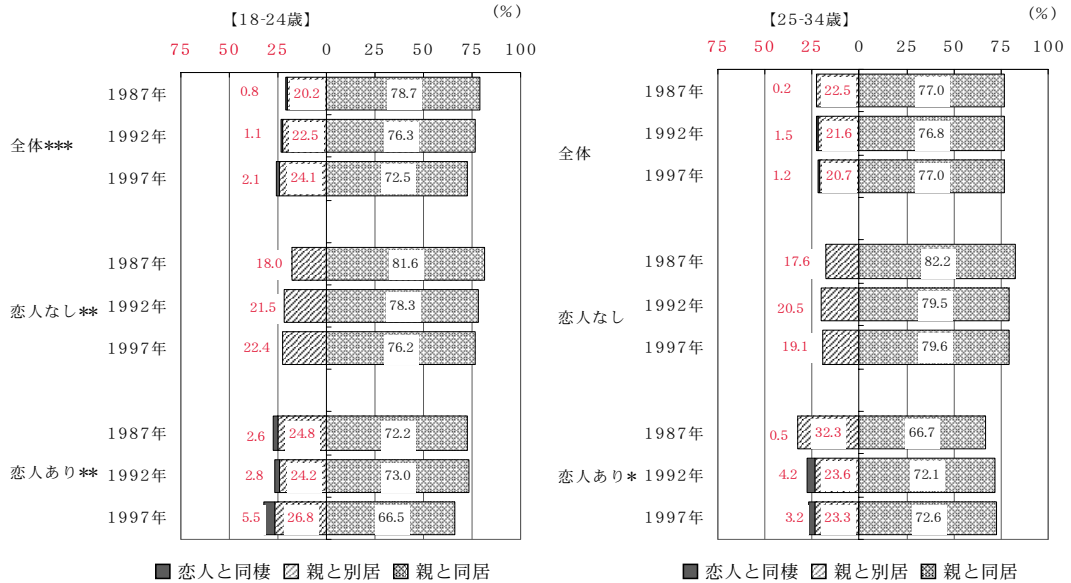 【18-24歳】 (%)
75 50 25 0 25 50 75 100
全体***
1987年 0.8 20.2 78.7
1992年 1.1 22.5 76.3
1997年 2.1 24.1 72.5
恋人なし**
1987年 18.0 81.6
1992年 21.5 78.3
1997年 22.4 76.2
恋人あり**
1987年 2.6 24.8 72.2
1992年 2.8 24.2 73.0
1997年 5.5 26.8 66.5
恋人と同棲 親と別居 親と同居
【25-34歳】 (%)
75 50 25 0 25 50 75 100
全体
1987年 0.2 22.5 77.0
1992年 1.5 21.6 76.8
1997年 1.2 20.7 77.0
恋人なし
1987年 17.6 82.2
1992年 20.5 79.5
1997年 19.1 79.6
恋人あり*
1987年 0.5 32.3 66.7
1992年 4.2 23.6 72.1
1997年 3.2 23.3 72.6
恋人と同棲 親と別居 親と同居